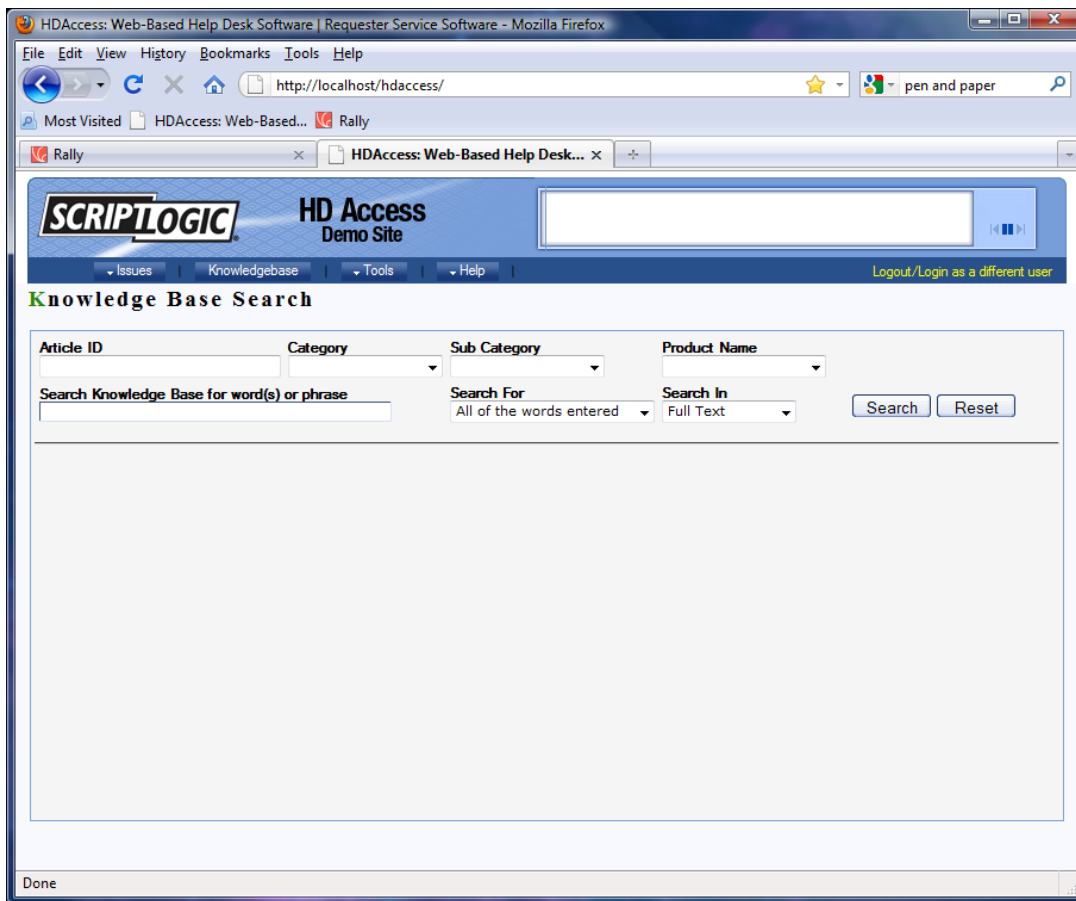 HDAccess: Web-Based Help Desk Software | Requester Service Software - Mozilla Firefox
File Edit View History Bookmarks Tools Help
http://localhost/hdaccess/ pen and paper
Most Visited HDAccess: Web-Based... Rally
Rally HDAccess: Web-Based Help Desk...
SCRIPTLOGIC HD Access
Demo Site
Issues | Knowledgebase | Tools | Help | Logout/Login as a different user
Knowledge Base Search
Article ID Category Sub Category Product Name
Search Knowledge Base for word(s) or phrase Search For Search In
All of the words entered Full Text Search Reset
Done